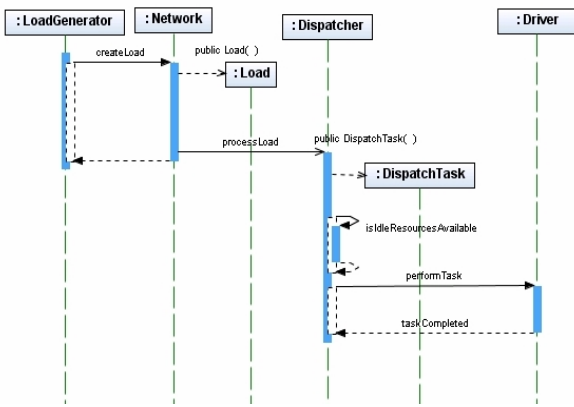 : LoadGenerator
: Network
: Dispatcher
: Driver
createLoad
public Load( )
: Load
processLoad
public DispatchTask( )
: DispatchTask
isIdleResourcesAvailable
performTask
taskCompleted